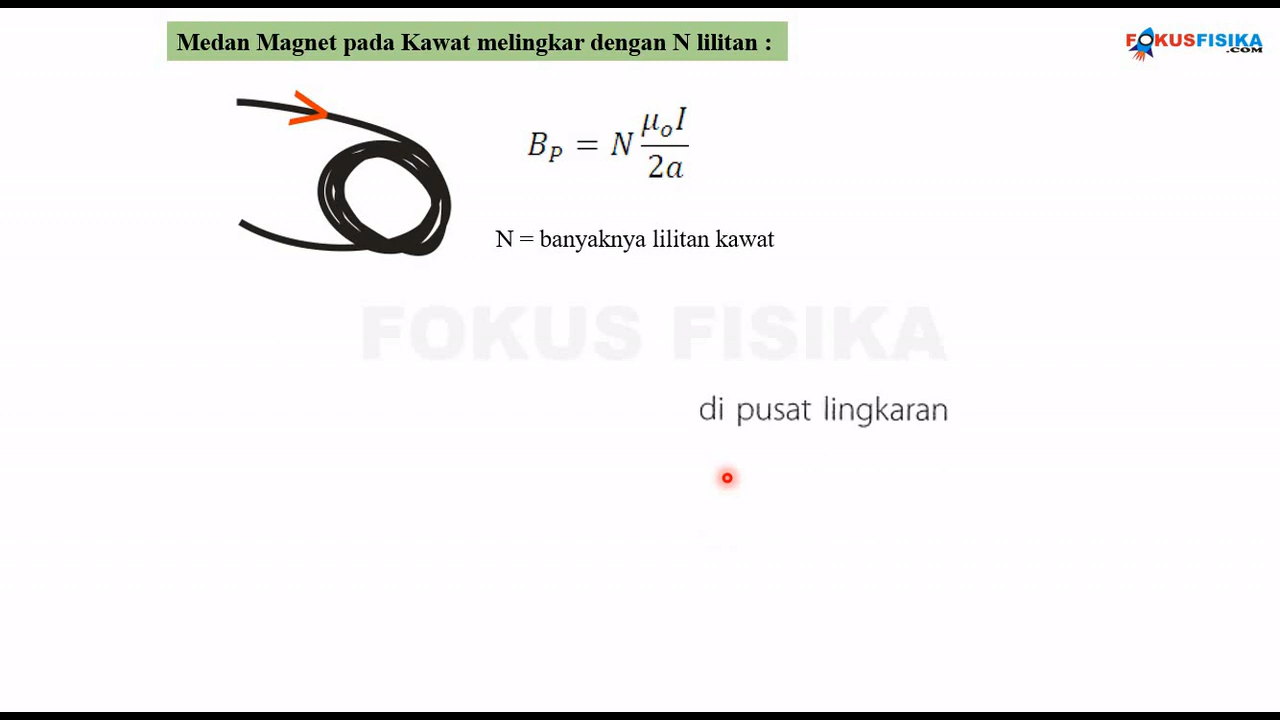 Medan Magnet pada Kawat melingkar dengan N lilitan :
FOKUSFISIKA
.COM
B_P = N \frac{μ_o I}{2a}
N = banyaknya lilitan kawat
FOKUS FISIKA
di pusat lingkaran